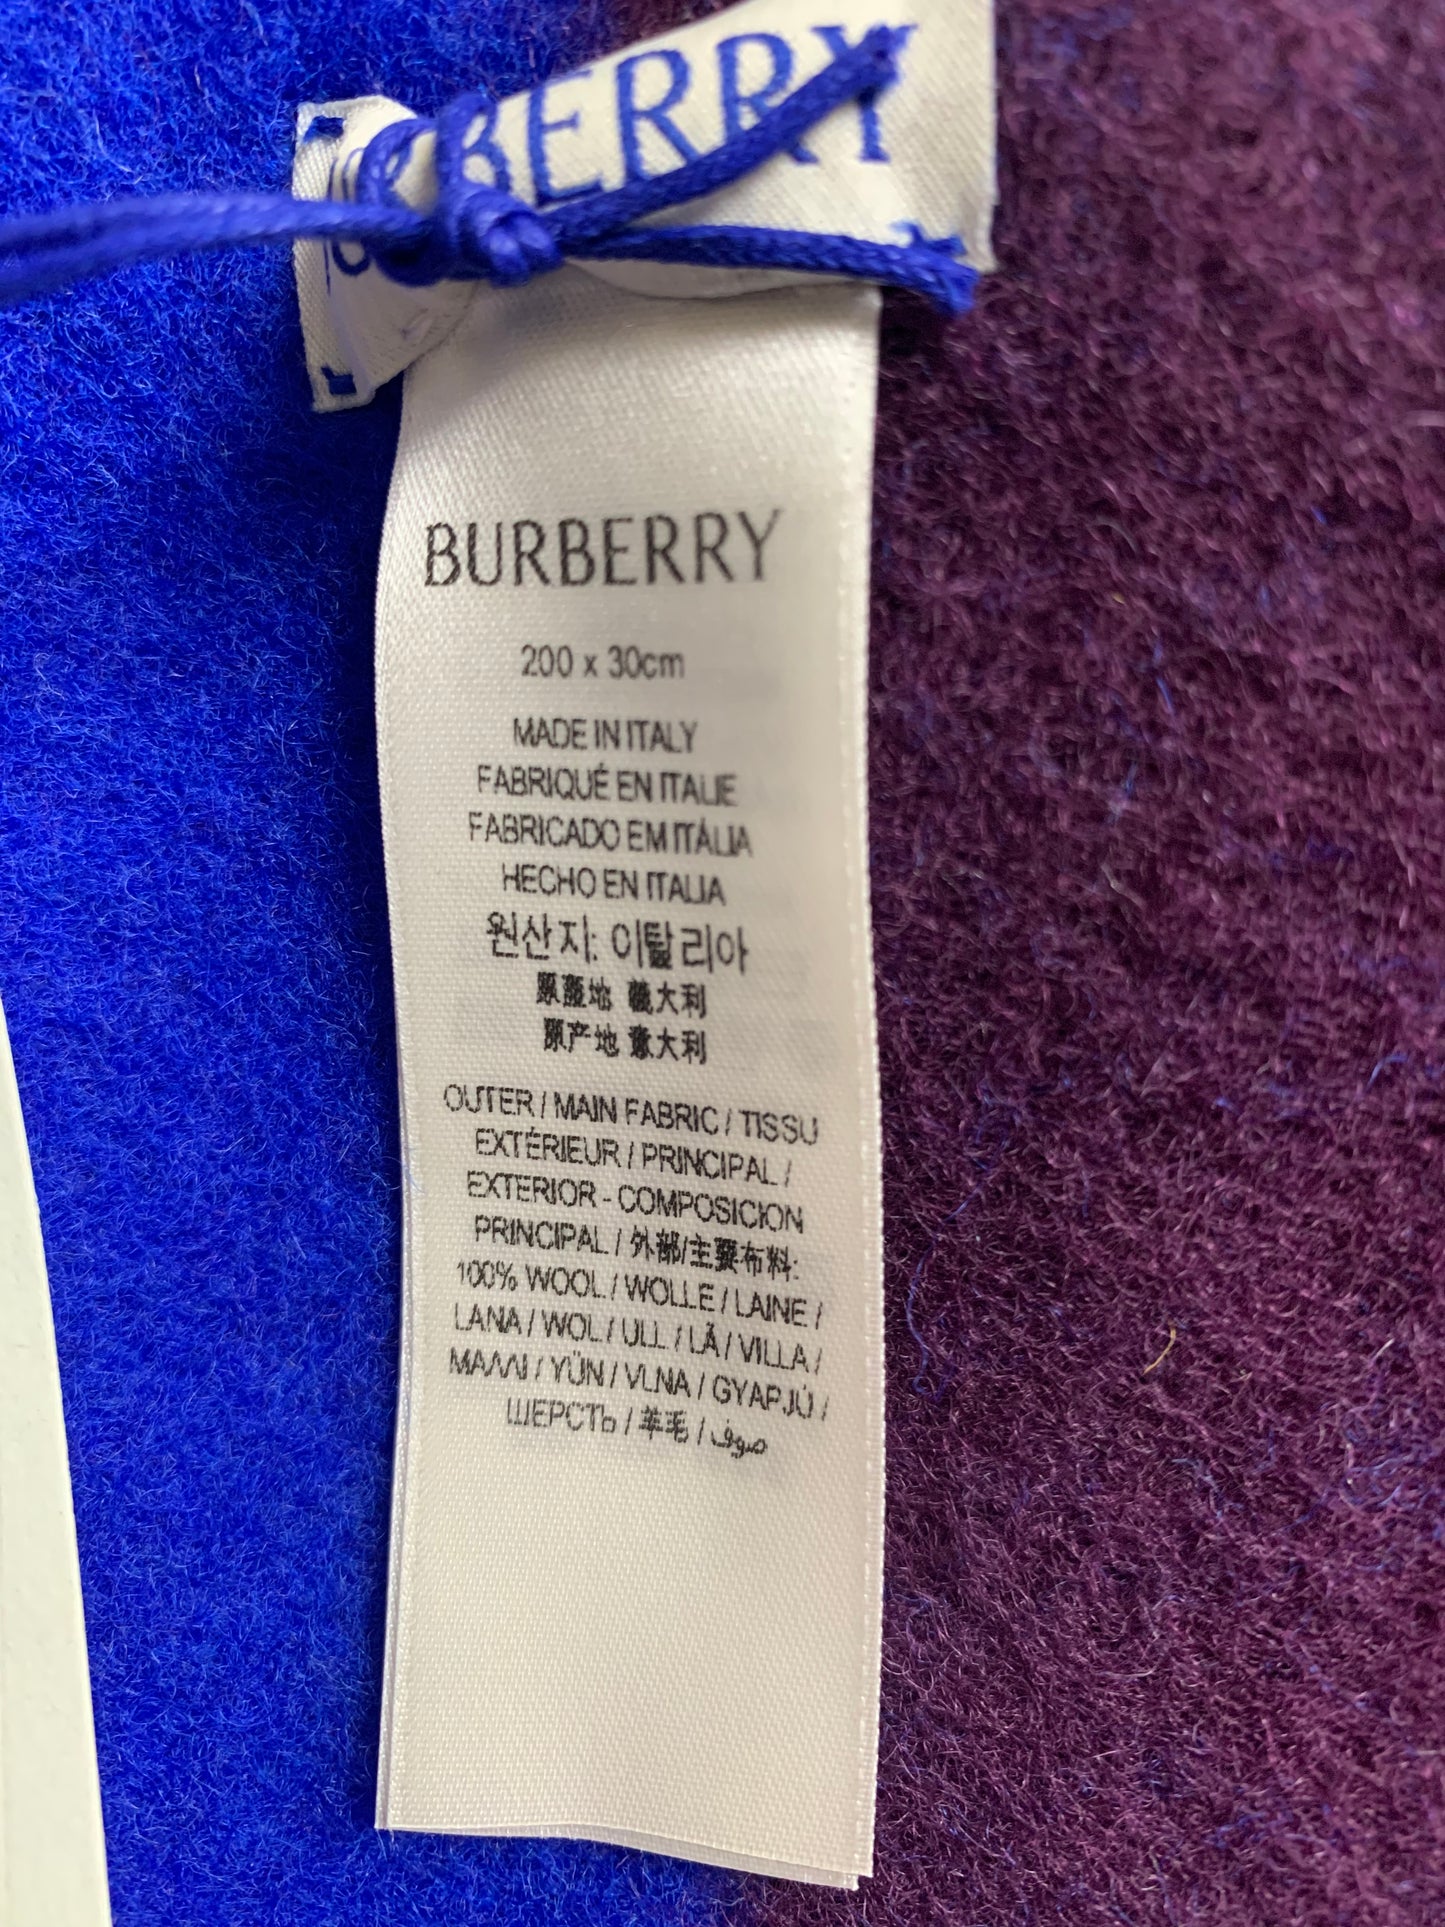 BERRY
BURBERRY
200 x 30cm
MADE IN ITALY
FABRIQUÉ EN ITALIE
FABRICADO EM ITÁLIA
HECHO EN ITALIA
원산지: 이탈리아
原產地 義大利
原产地 意大利
OUTER / MAIN FABRIC / TISSU
EXTÉRIEUR / PRINCIPAL /
EXTERIOR - COMPOSICION
PRINCIPAL / 外部/主要布料:
100% WOOL / WOLLE / LAINE /
LANA / WOL / ULL / LÃ / VILLA /
ΜΑΛΛΙ / YÜN / VLNA / GYAPJÚ /
ШЕРСТЬ / 羊毛 / صوف